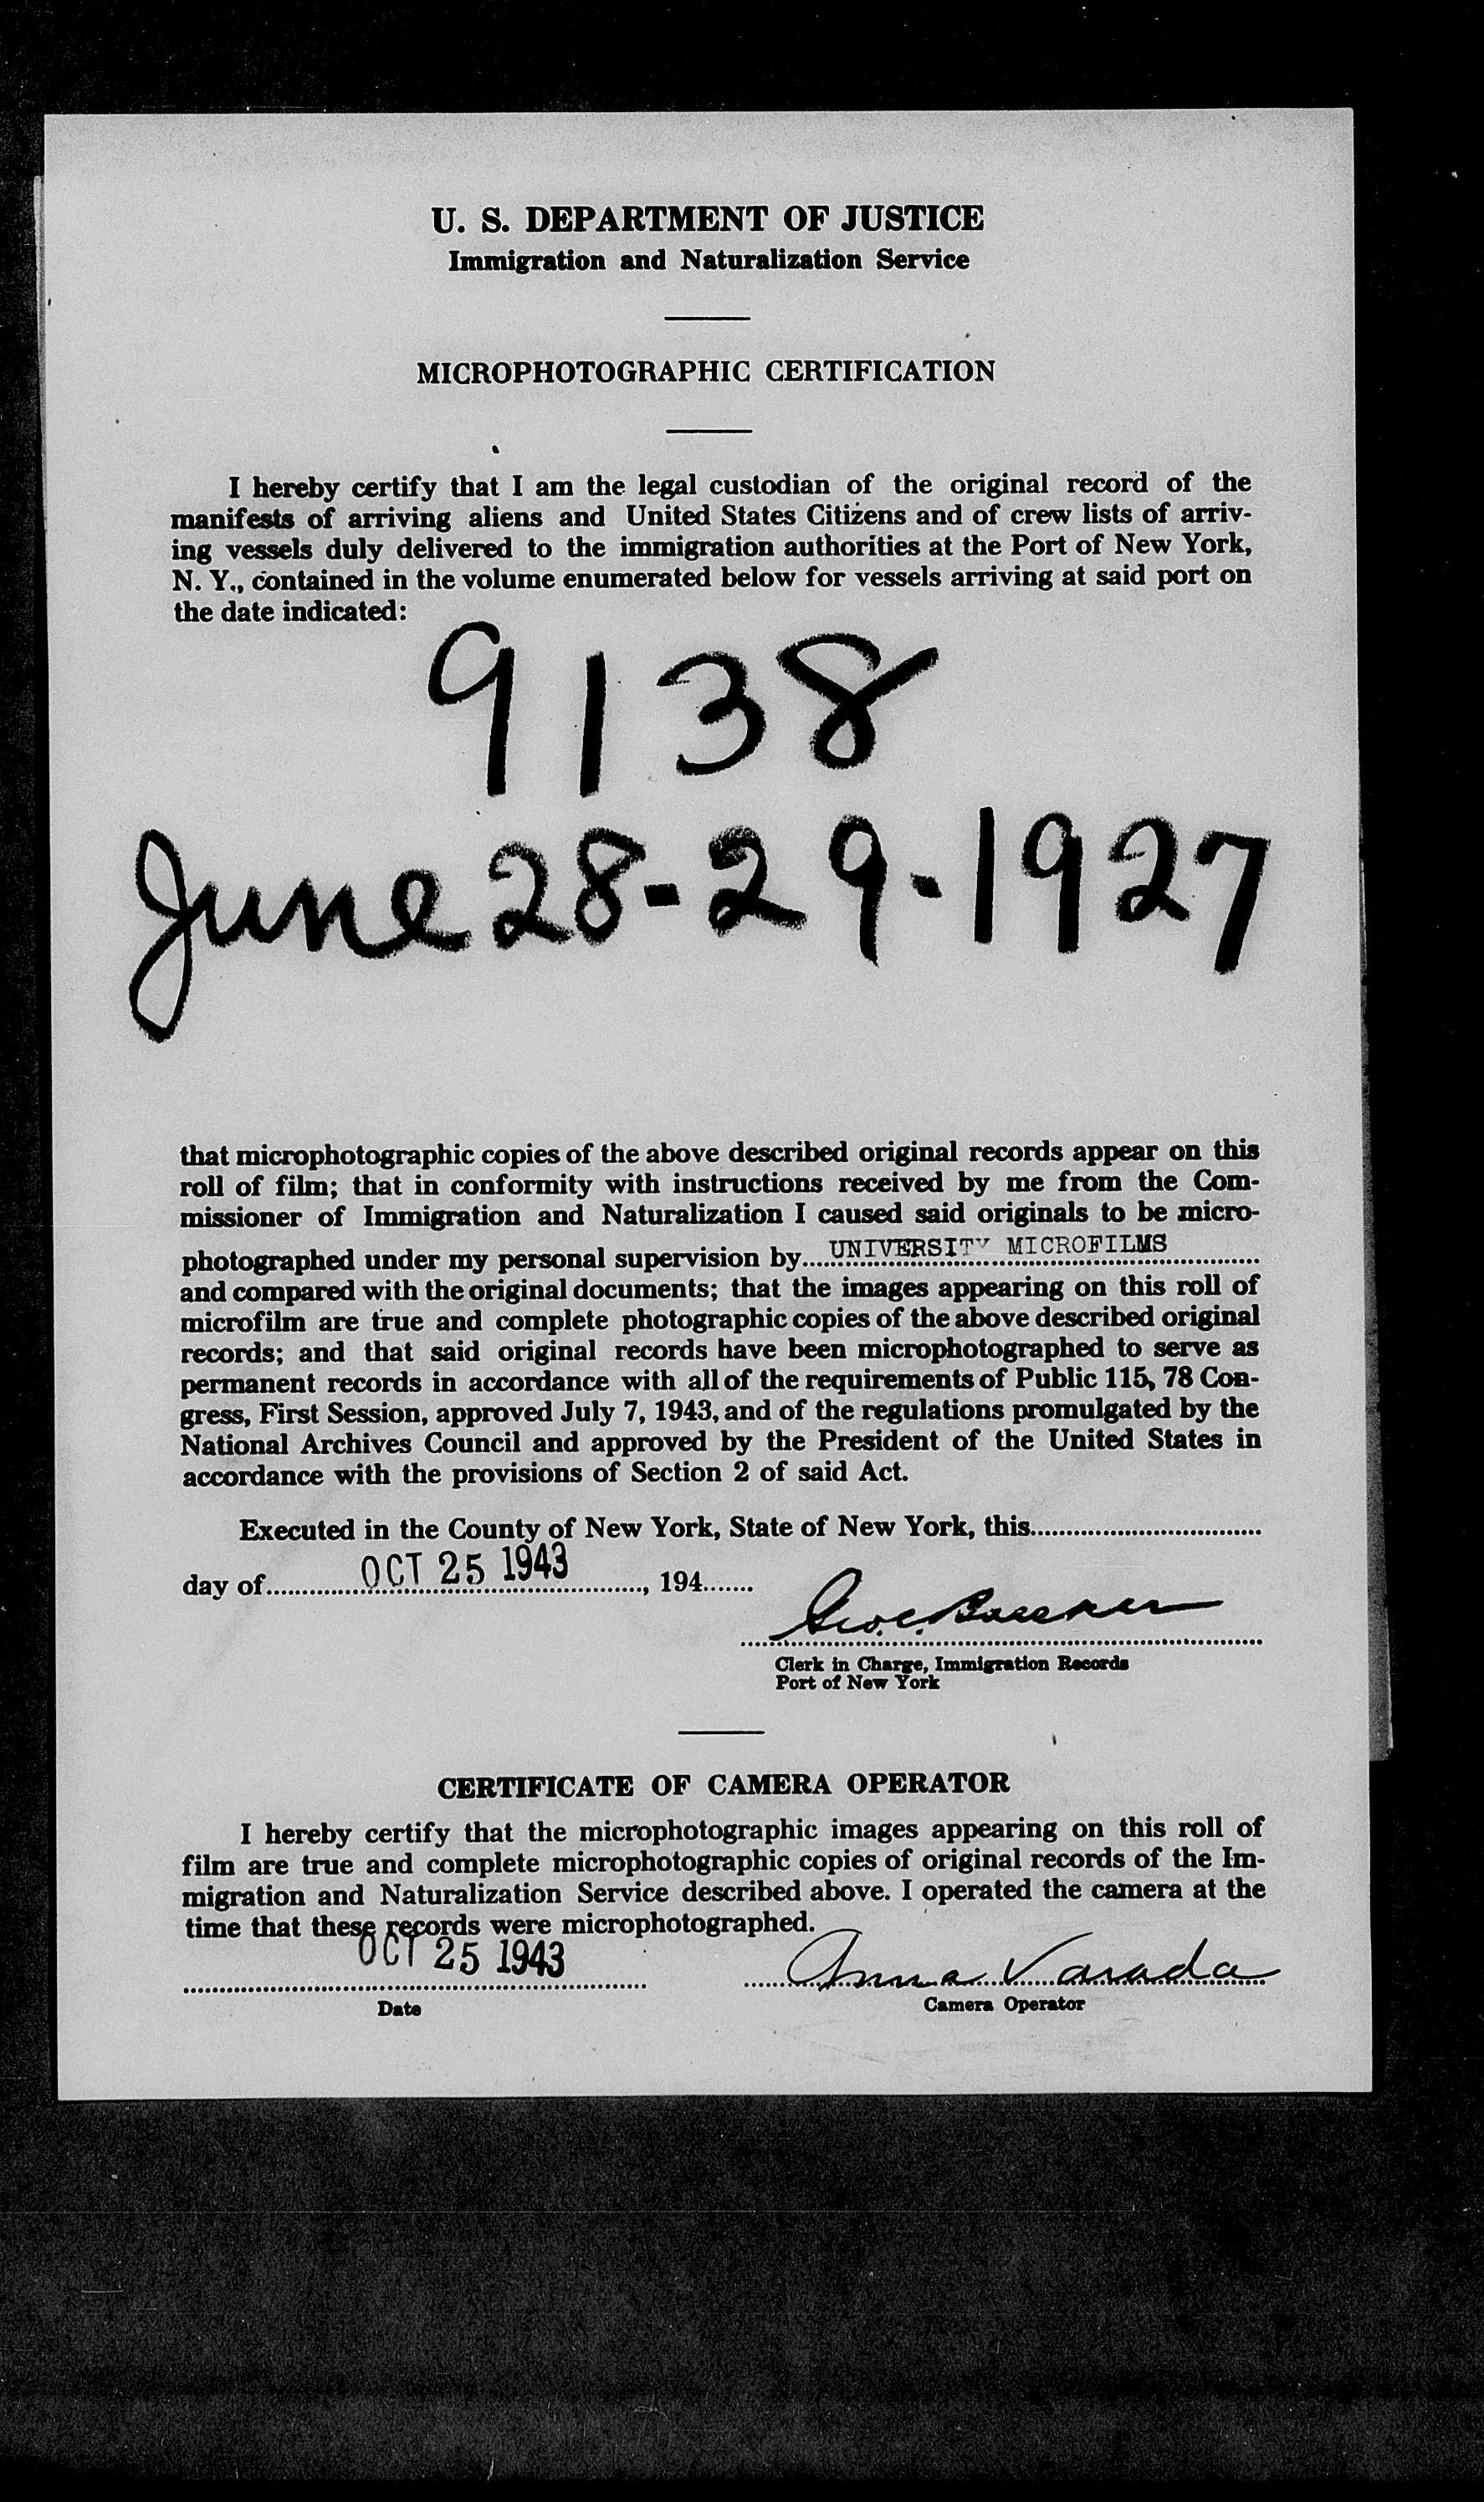 U. S. DEPARTMENT OF JUSTICE
Immigration and Naturalization Service
MICROPHOTOGRAPHIC CERTIFICATION
I hereby certify that I am the legal custodian of the original record of the
manifests of arriving aliens and United States Citizens and of crew lists of arriv-
ing vessels duly delivered to the immigration authorities at the Port of New York,
N. Y., contained in the volume enumerated below for vessels arriving at said port on
the date indicated:
9138
June 28-29-1927
that microphotographic copies of the above described original records appear on this
roll of film; that in conformity with instructions received by me from the Com-
missioner of Immigration and Naturalization I caused said originals to be micro-
photographed under my personal supervision by UNIVERSITY MICROFILMS
and compared with the original documents; that the images appearing on this roll of
microfilm are true and complete photographic copies of the above described original
records; and that said original records have been microphotographed to serve as
permanent records in accordance with all of the requirements of Public 115, 78 Con-
gress, First Session, approved July 7, 1943, and of the regulations promulgated by the
National Archives Council and approved by the President of the United States in
accordance with the provisions of Section 2 of said Act.
Executed in the County of New York, State of New York, this
day of OCT 25 1943, 194
Geo. C.
Clerk in Charge, Immigration Records
Port of New York
CERTIFICATE OF CAMERA OPERATOR
I hereby certify that the microphotographic images appearing on this roll of
film are true and complete microphotographic copies of original records of the Im-
migration and Naturalization Service described above. I operated the camera at the
time that these records were microphotographed.
OCT 25 1943 Anna Varada
Date Camera Operator